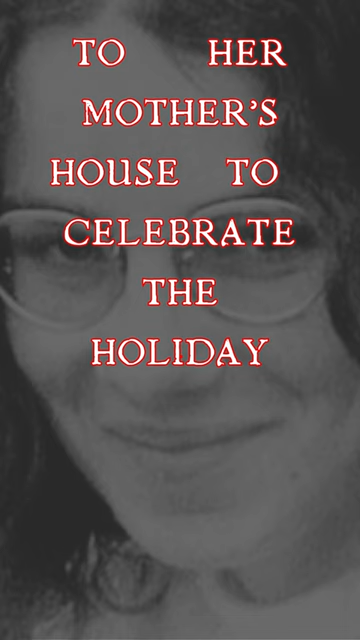 TO HER
MOTHER'S
HOUSE TO
CELEBRATE
THE
HOLIDAY